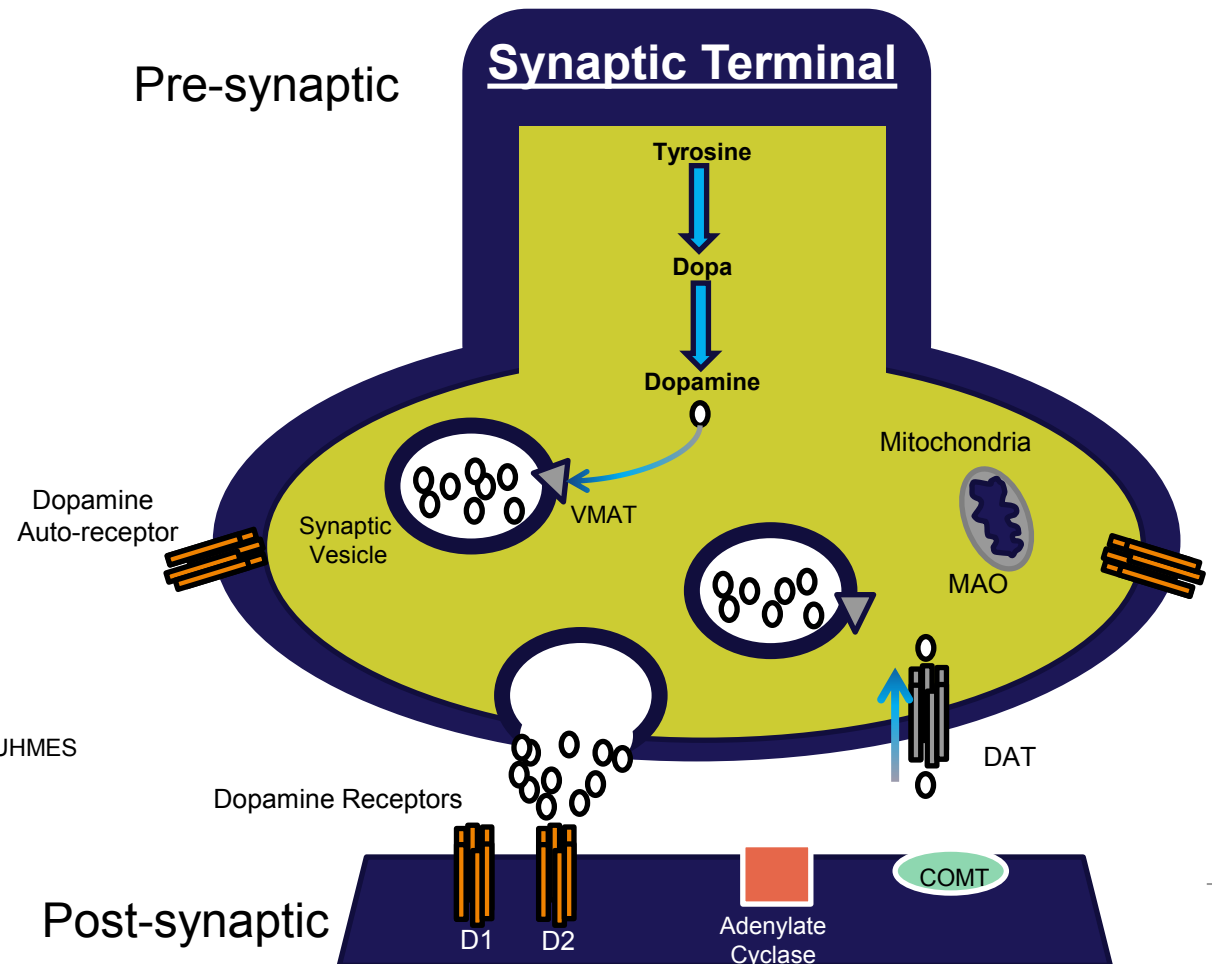 Synaptic Terminal
Pre-synaptic
Tyrosine
Dopa
Dopamine
Mitochondria
MAO
VMAT
Synaptic
Vesicle
Dopamine
Auto-receptor
UHMES
DAT
Dopamine Receptors
COMT
Post-synaptic
D1
D2
Adenylate
Cyclase